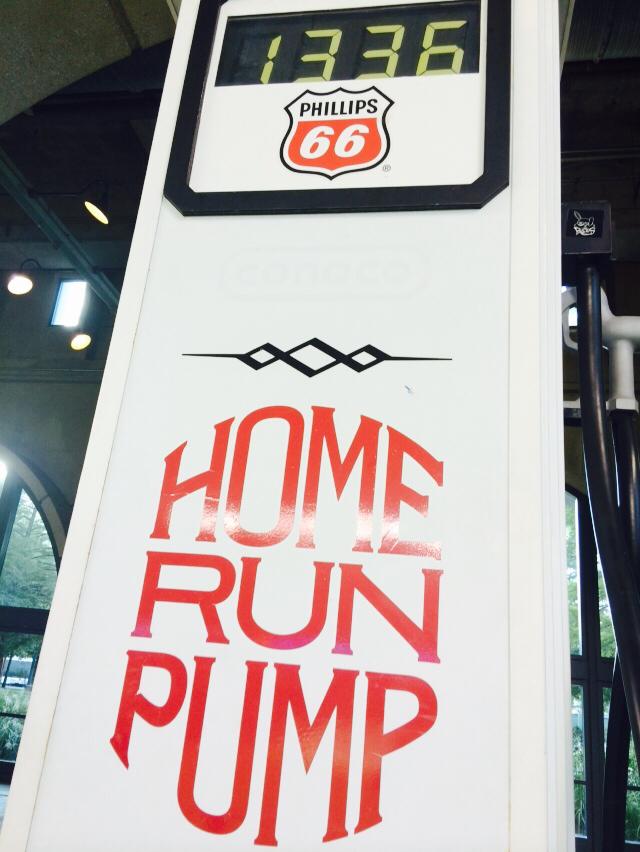 1336
PHILLIPS
66
®
conoco
HOME
RUN
PUMP